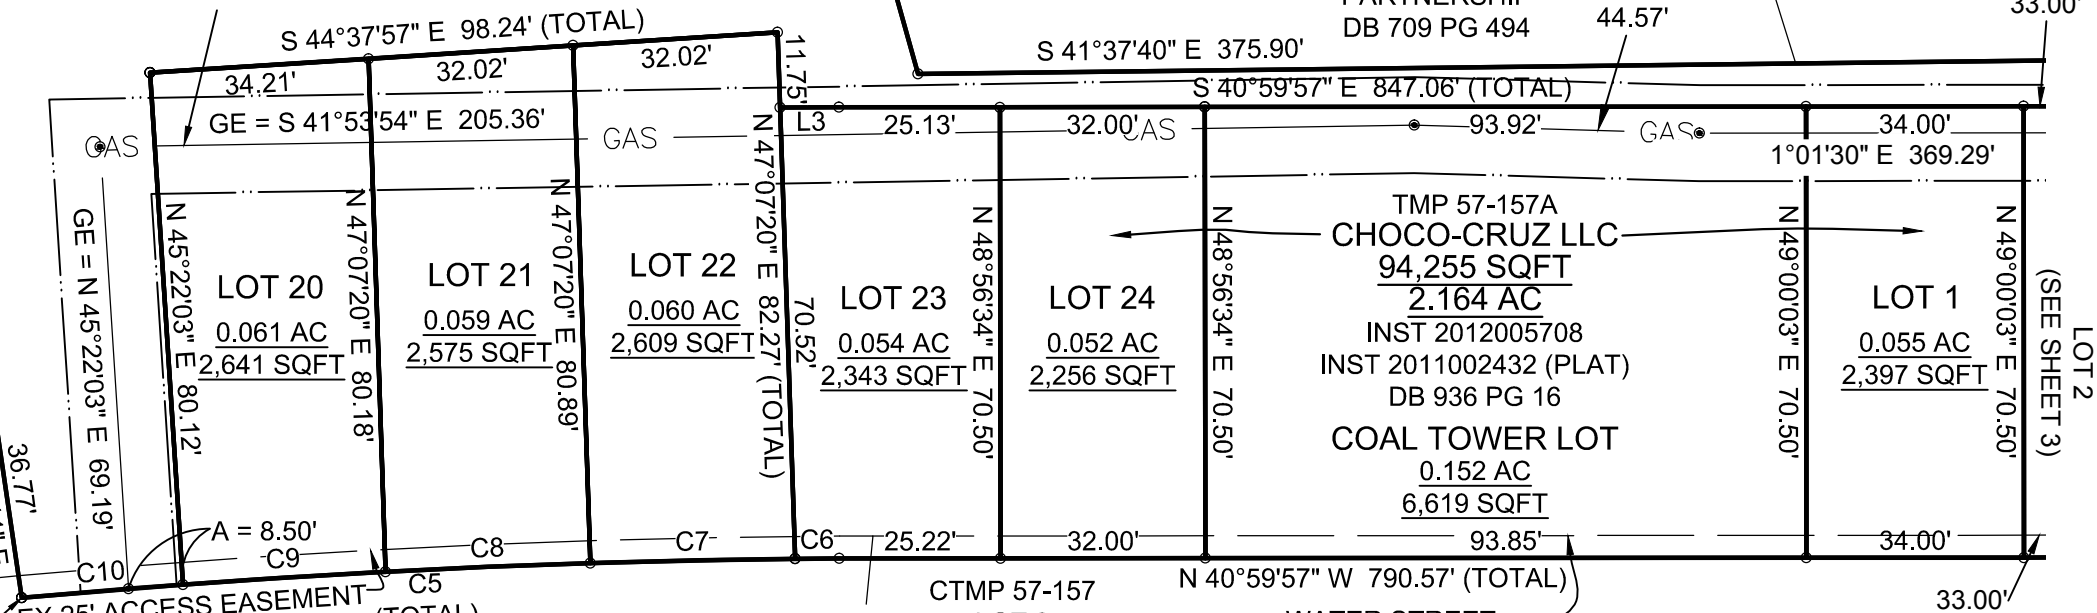 PARTNERSHIP
DB 709 PG 494
44.57'
33.00'
S 44°37'57" E 98.24' (TOTAL)
34.21'
32.02'
32.02'
11.75'
S 41°37'40" E 375.90'
S 40°59'57" E 847.06' (TOTAL)
GE = S 41°53'54" E 205.36'
GAS
GAS
L3
25.13'
32.00'
GAS
93.92'
GAS
34.00'
1°01'30" E 369.29'
36.77'
GE = N 45°22'03" E 69.19'
N 45°22'03" E 80.12'
LOT 20
0.061 AC
2,641 SQFT
N 47°07'20" E 80.18'
LOT 21
0.059 AC
2,575 SQFT
N 47°07'20" E 80.89'
LOT 22
0.060 AC
2,609 SQFT
N 47°07'20" E 82.27' (TOTAL)
70.52'
LOT 23
0.054 AC
2,343 SQFT
N 48°56'34" E 70.50'
LOT 24
0.052 AC
2,256 SQFT
N 48°56'34" E 70.50'
TMP 57-157A
CHOCO-CRUZ LLC
94,255 SQFT
2.164 AC
INST 2012005708
INST 2011002432 (PLAT)
DB 936 PG 16
COAL TOWER LOT
0.152 AC
6,619 SQFT
N 49°00'03" E 70.50'
LOT 1
0.055 AC
2,397 SQFT
N 49°00'03" E 70.50'
(SEE SHEET 3)
LOT 2
A = 8.50'
C10
C9
C8
C7
C6
25.22'
32.00'
93.85'
34.00'
EX 25' ACCESS EASEMENT
C5
(TOTAL)
CTMP 57-157
N 40°59'57" W 790.57' (TOTAL)
WATER STREET
33.00'